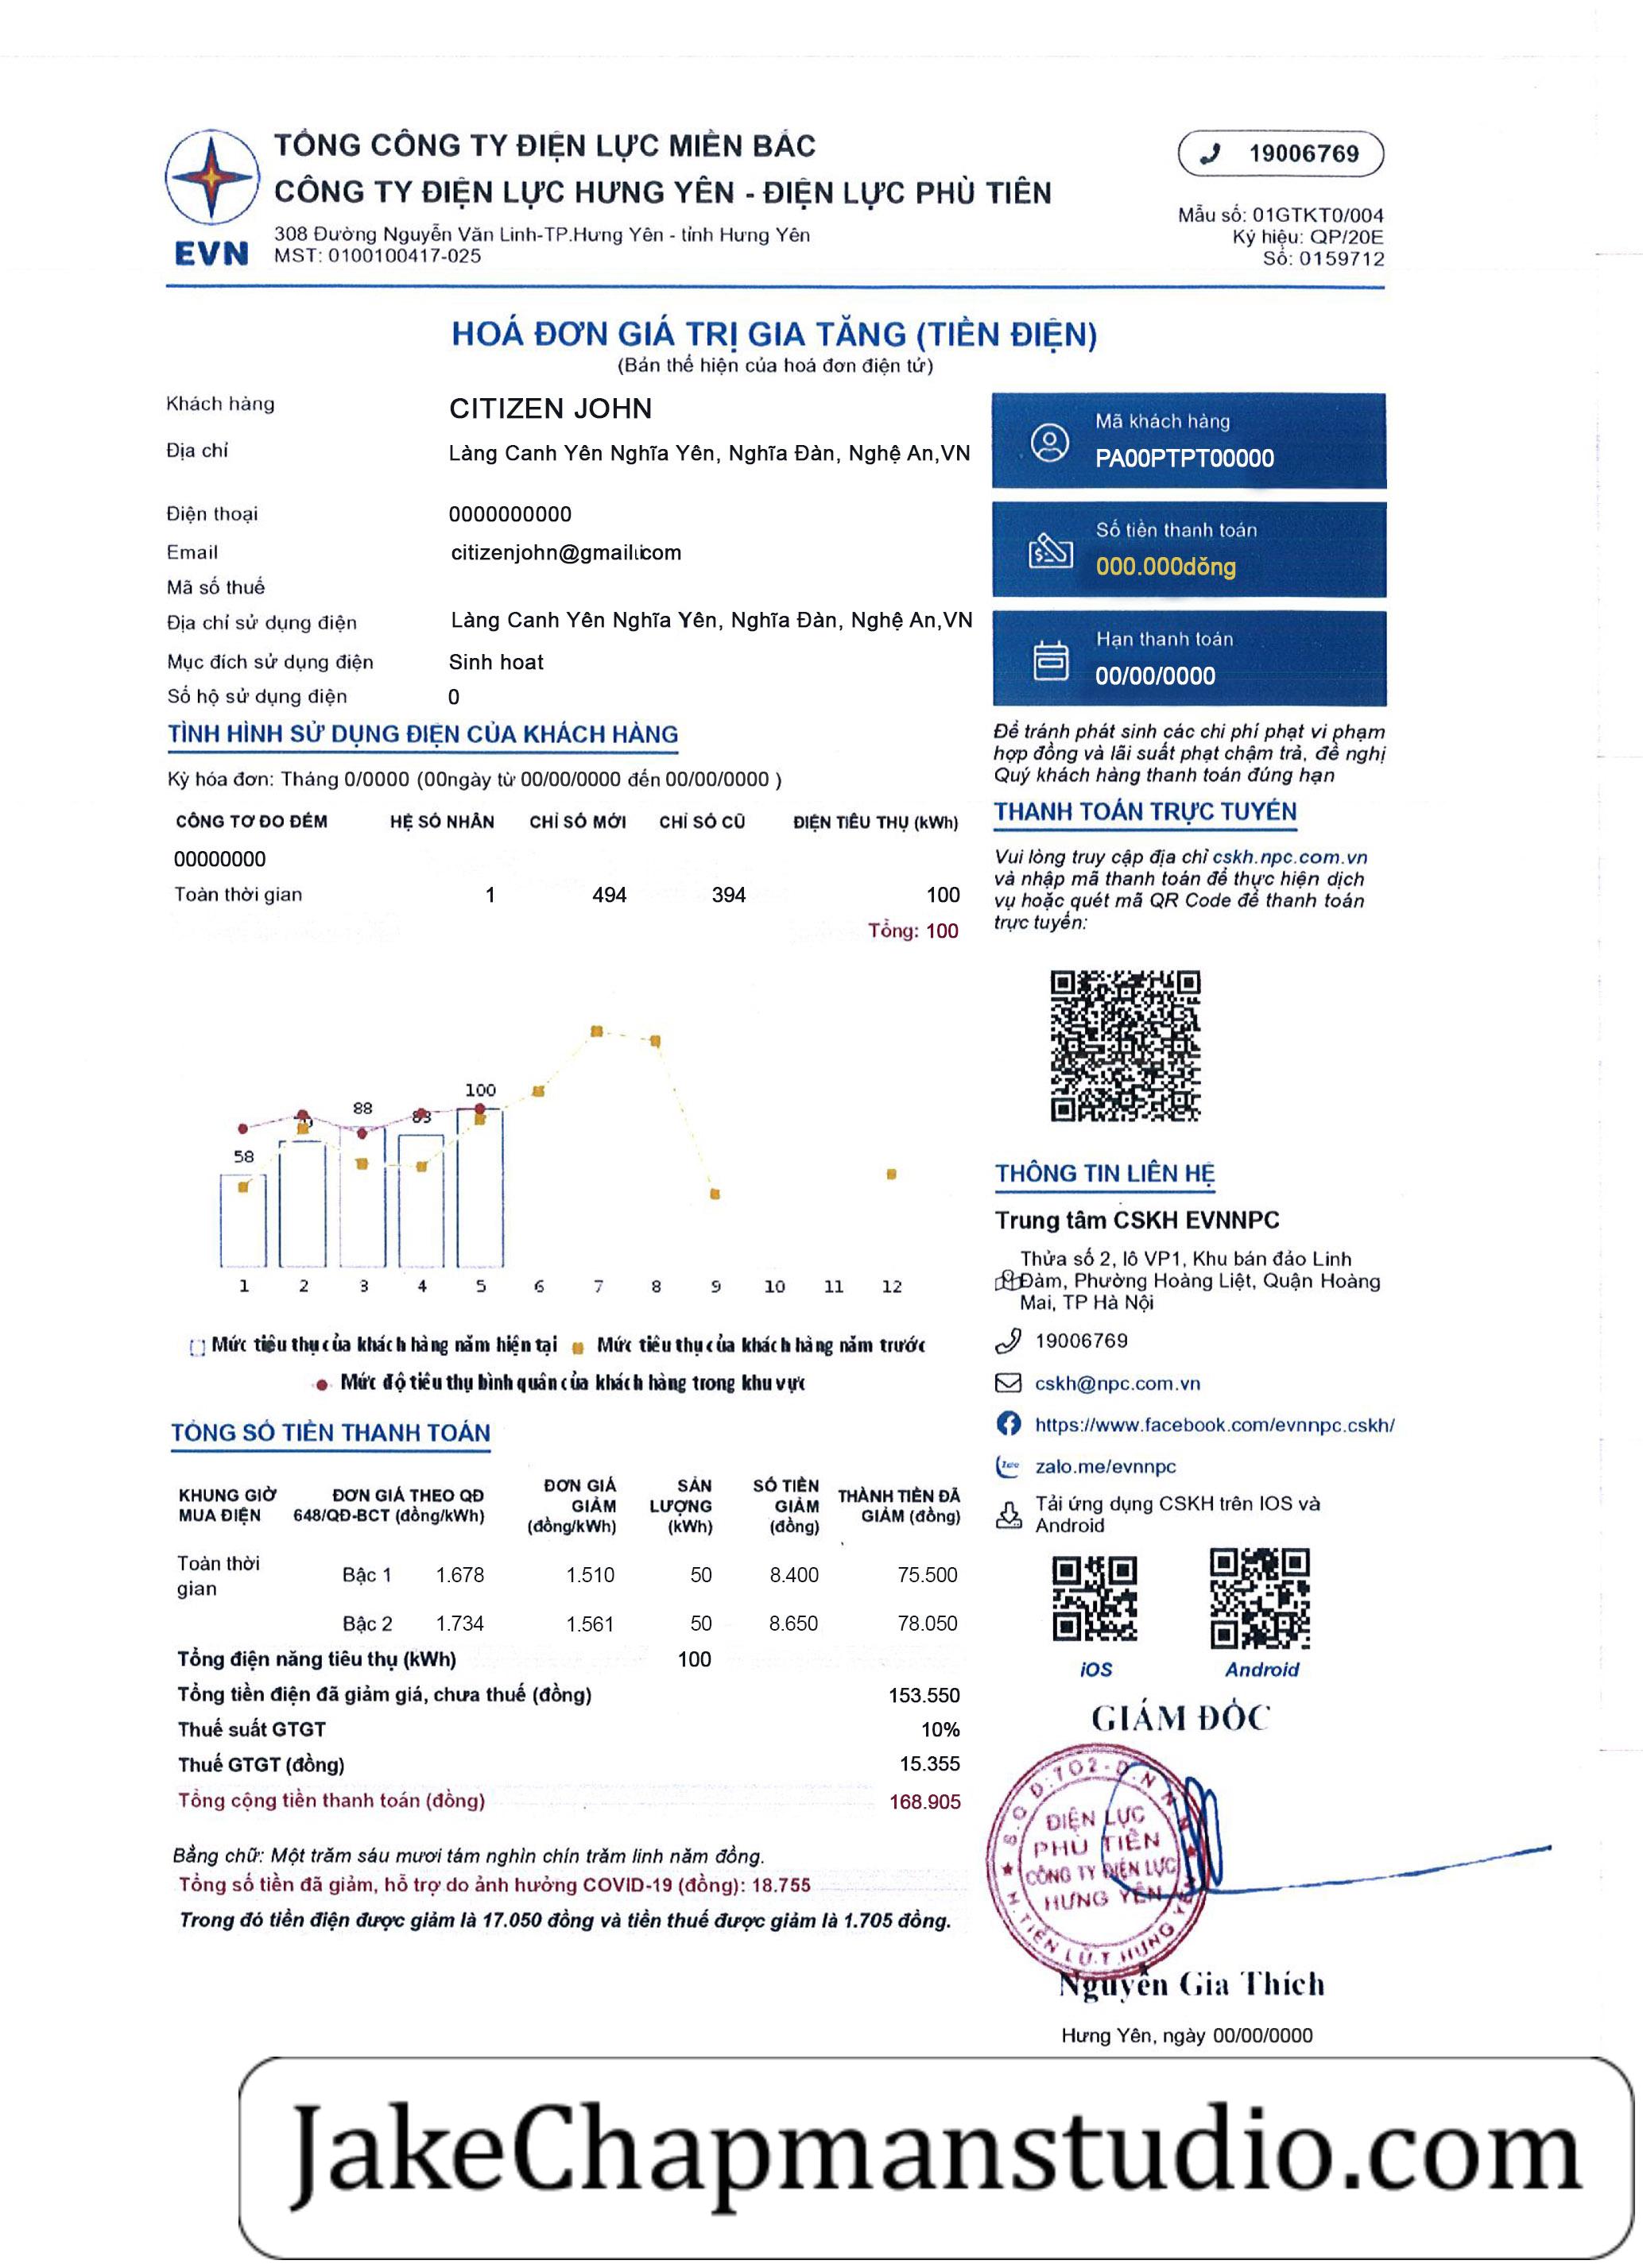 TỔNG CÔNG TY ĐIỆN LỰC MIỀN BẮC
CÔNG TY ĐIỆN LỰC HƯNG YÊN - ĐIỆN LỰC PHÙ TIÊN
308 Đường Nguyễn Văn Linh-TP.Hưng Yên - tỉnh Hưng Yên
MST: 0100100417-025
EVN
19006769
Mẫu số: 01GTKT0/004
Ký hiệu: QP/20E
Số: 0159712
HOÁ ĐƠN GIÁ TRỊ GIA TĂNG (TIỀN ĐIỆN)
(Bản thể hiện của hoá đơn điện tử)
Khách hàng CITIZEN JOHN
Địa chỉ Làng Canh Yên Nghĩa Yên, Nghĩa Đàn, Nghệ An,VN
Điện thoại 0000000000
Email citizenjohn@gmail.com
Mã số thuế
Địa chỉ sử dụng điện Làng Canh Yên Nghĩa Yên, Nghĩa Đàn, Nghệ An,VN
Mục đích sử dụng điện Sinh hoat
Số hộ sử dụng điện 0
Mã khách hàng
PA00PTPT00000
Số tiền thanh toán
000.000dǒng
Hạn thanh toán
00/00/0000
TÌNH HÌNH SỬ DỤNG ĐIỆN CỦA KHÁCH HÀNG
Kỳ hóa đơn: Tháng 0/0000 (00ngày từ 00/00/0000 đến 00/00/0000 )
CÔNG TƠ ĐO ĐẾM HỆ SỐ NHÂN CHỈ SỐ MỚI CHỈ SỐ CŨ ĐIỆN TIÊU THỤ (kWh)
00000000
Toàn thời gian 1 494 394 100
Tổng: 100
Để tránh phát sinh các chi phí phạt vi phạm
hợp đồng và lãi suất phạt chậm trả, đề nghị
Quý khách hàng thanh toán đúng hạn
THANH TOÁN TRỰC TUYẾN
Vui lòng truy cập địa chỉ cskh.npc.com.vn
và nhập mã thanh toán để thực hiện dịch
vụ hoặc quét mã QR Code để thanh toán
trực tuyến:
58
88
83
100
1 2 3 4 5 6 7 8 9 10 11 12
Mức tiêu thụ của khách hàng năm hiện tại Mức tiêu thụ của khách hàng năm trước
Mức độ tiêu thụ bình quân của khách hàng trong khu vực
THÔNG TIN LIÊN HỆ
Trung tâm CSKH EVNNPC
Thửa số 2, lô VP1, Khu bán đảo Linh
Đàm, Phường Hoàng Liệt, Quận Hoàng
Mai, TP Hà Nội
19006769
cskh@npc.com.vn
https://www.facebook.com/evnnpc.cskh/
zalo.me/evnnpc
Tải ứng dụng CSKH trên IOS và
Android
iOS Android
TỔNG SỐ TIỀN THANH TOÁN
KHUNG GIỜ MUA ĐIỆN ĐƠN GIÁ THEO QĐ 648/QĐ-BCT (đồng/kWh) ĐƠN GIÁ GIẢM (đồng/kWh) SẢN LƯỢNG (kWh) SỐ TIỀN GIẢM (đồng) THÀNH TIỀN ĐÃ GIẢM (đồng)
Toàn thời gian Bậc 1 1.678 1.510 50 8.400 75.500
Bậc 2 1.734 1.561 50 8.650 78.050
Tổng điện năng tiêu thụ (kWh) 100
Tổng tiền điện đã giảm giá, chưa thuế (đồng) 153.550
Thuế suất GTGT 10%
Thuế GTGT (đồng) 15.355
Tổng cộng tiền thanh toán (đồng) 168.905
Bằng chữ: Một trăm sáu mươi tám nghìn chín trăm linh năm đồng.
Tổng số tiền đã giảm, hỗ trợ do ảnh hưởng COVID-19 (đồng): 18.755
Trong đó tiền điện được giảm là 17.050 đồng và tiền thuế được giảm là 1.705 đồng.
GIÁM ĐỐC
S.O Đ:TO2-Đ.N N N
ĐIỆN LỰC
PHÙ TIÊN
CÔNG TY ĐIỆN LỰC
HƯNG YÊN
H.TIÊN LỮ.T.HƯNG YÊN
Nguyễn Gia Thích
Hưng Yên, ngày 00/00/0000
JakeChapmanstudio.com